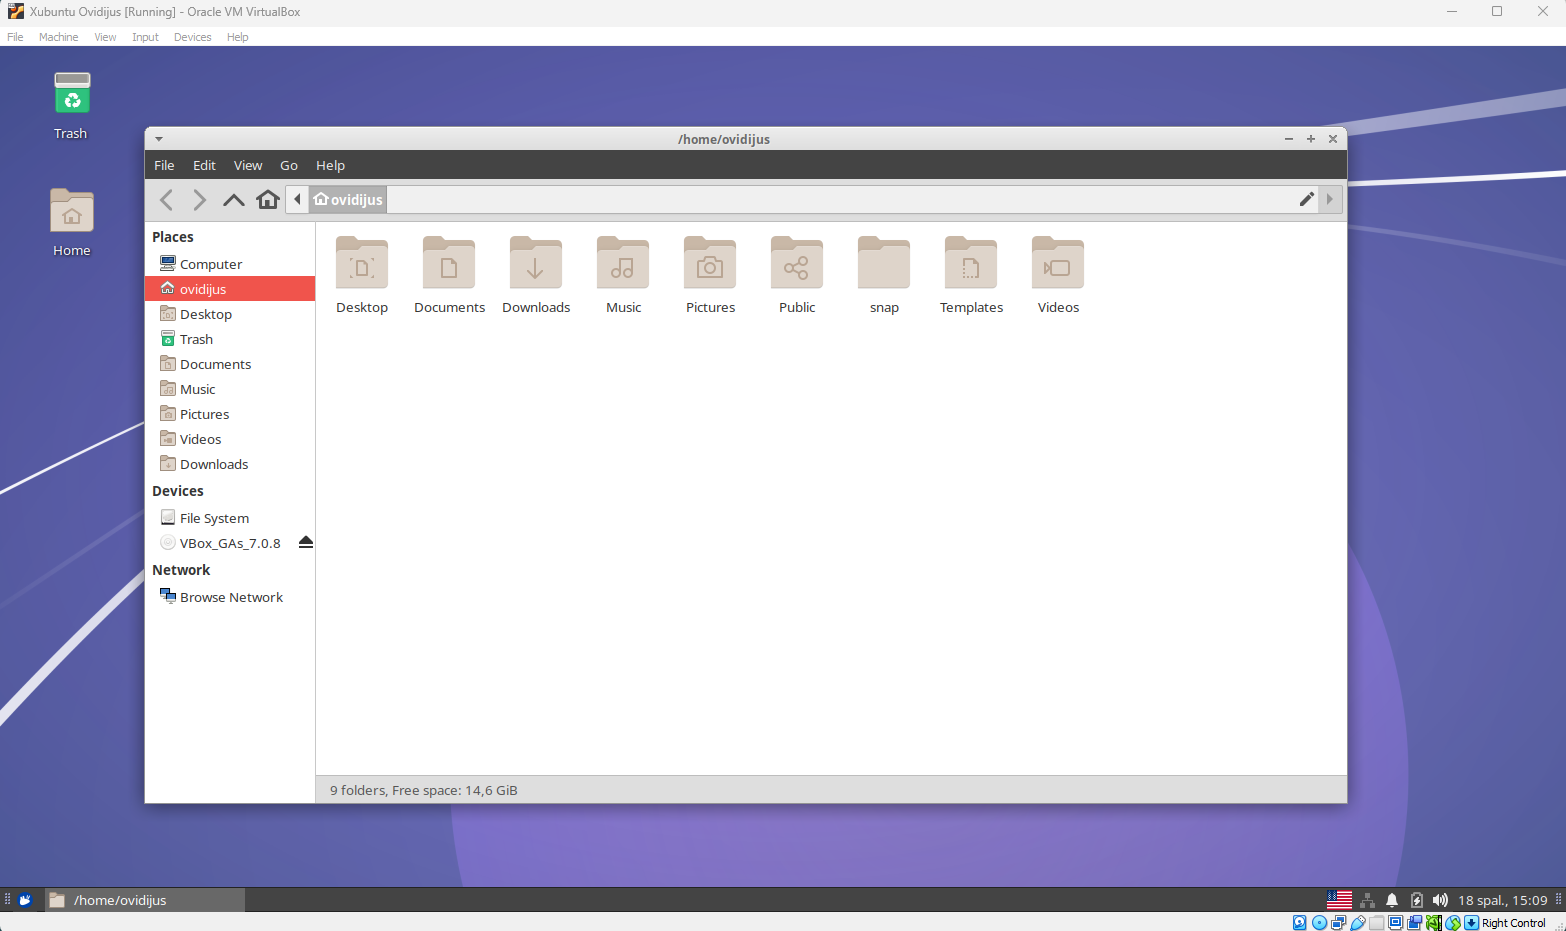 Xubuntu Ovidijus [Running] - Oracle VM VirtualBox
File Machine View Input Devices Help
Trash
Home
/home/ovidijus
File Edit View Go Help
ovidijus
Places
Computer
ovidijus
Desktop
Trash
Documents
Music
Pictures
Videos
Downloads
Devices
File System
VBox_GAs_7.0.8
Network
Browse Network
Desktop Documents Downloads Music Pictures Public snap Templates Videos
9 folders, Free space: 14,6 GiB
/home/ovidijus
18 spal., 15:09
Right Control